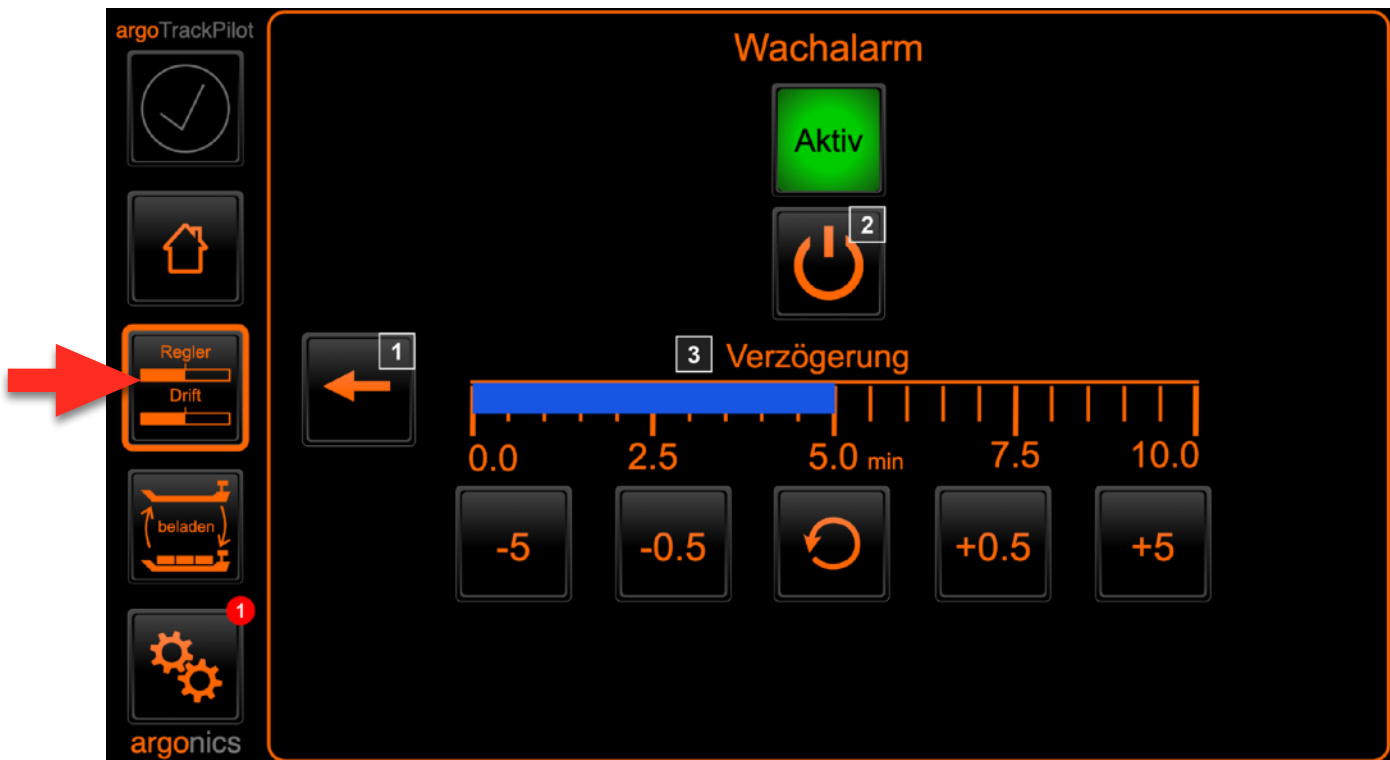 argoTrackPilot
Regler
Drift
beladen
1
argonics
Wachalarm
Aktiv
2
1
3 Verzögerung
0.0 2.5 5.0 min 7.5 10.0
-5 -0.5 +0.5 +5